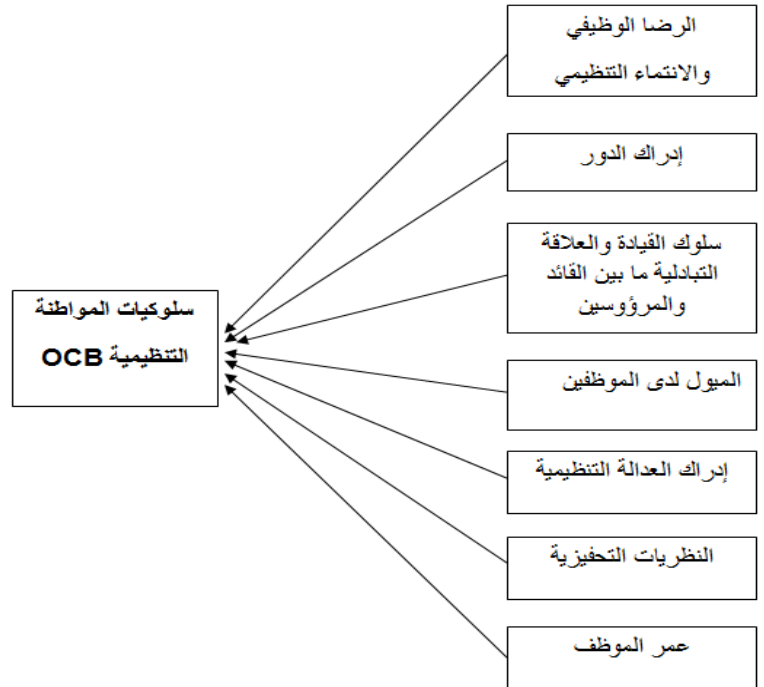 الرضا الوظيفي
والانتماء التنظيمي
إدراك الدور
سلوك القيادة والعلاقة
التبادلية ما بين القائد
والمرؤوسين
سلوكيات المواطنة
التنظيمية OCB
الميول لدى الموظفين
إدراك العدالة التنظيمية
النظريات التحفيزية
عمر الموظف